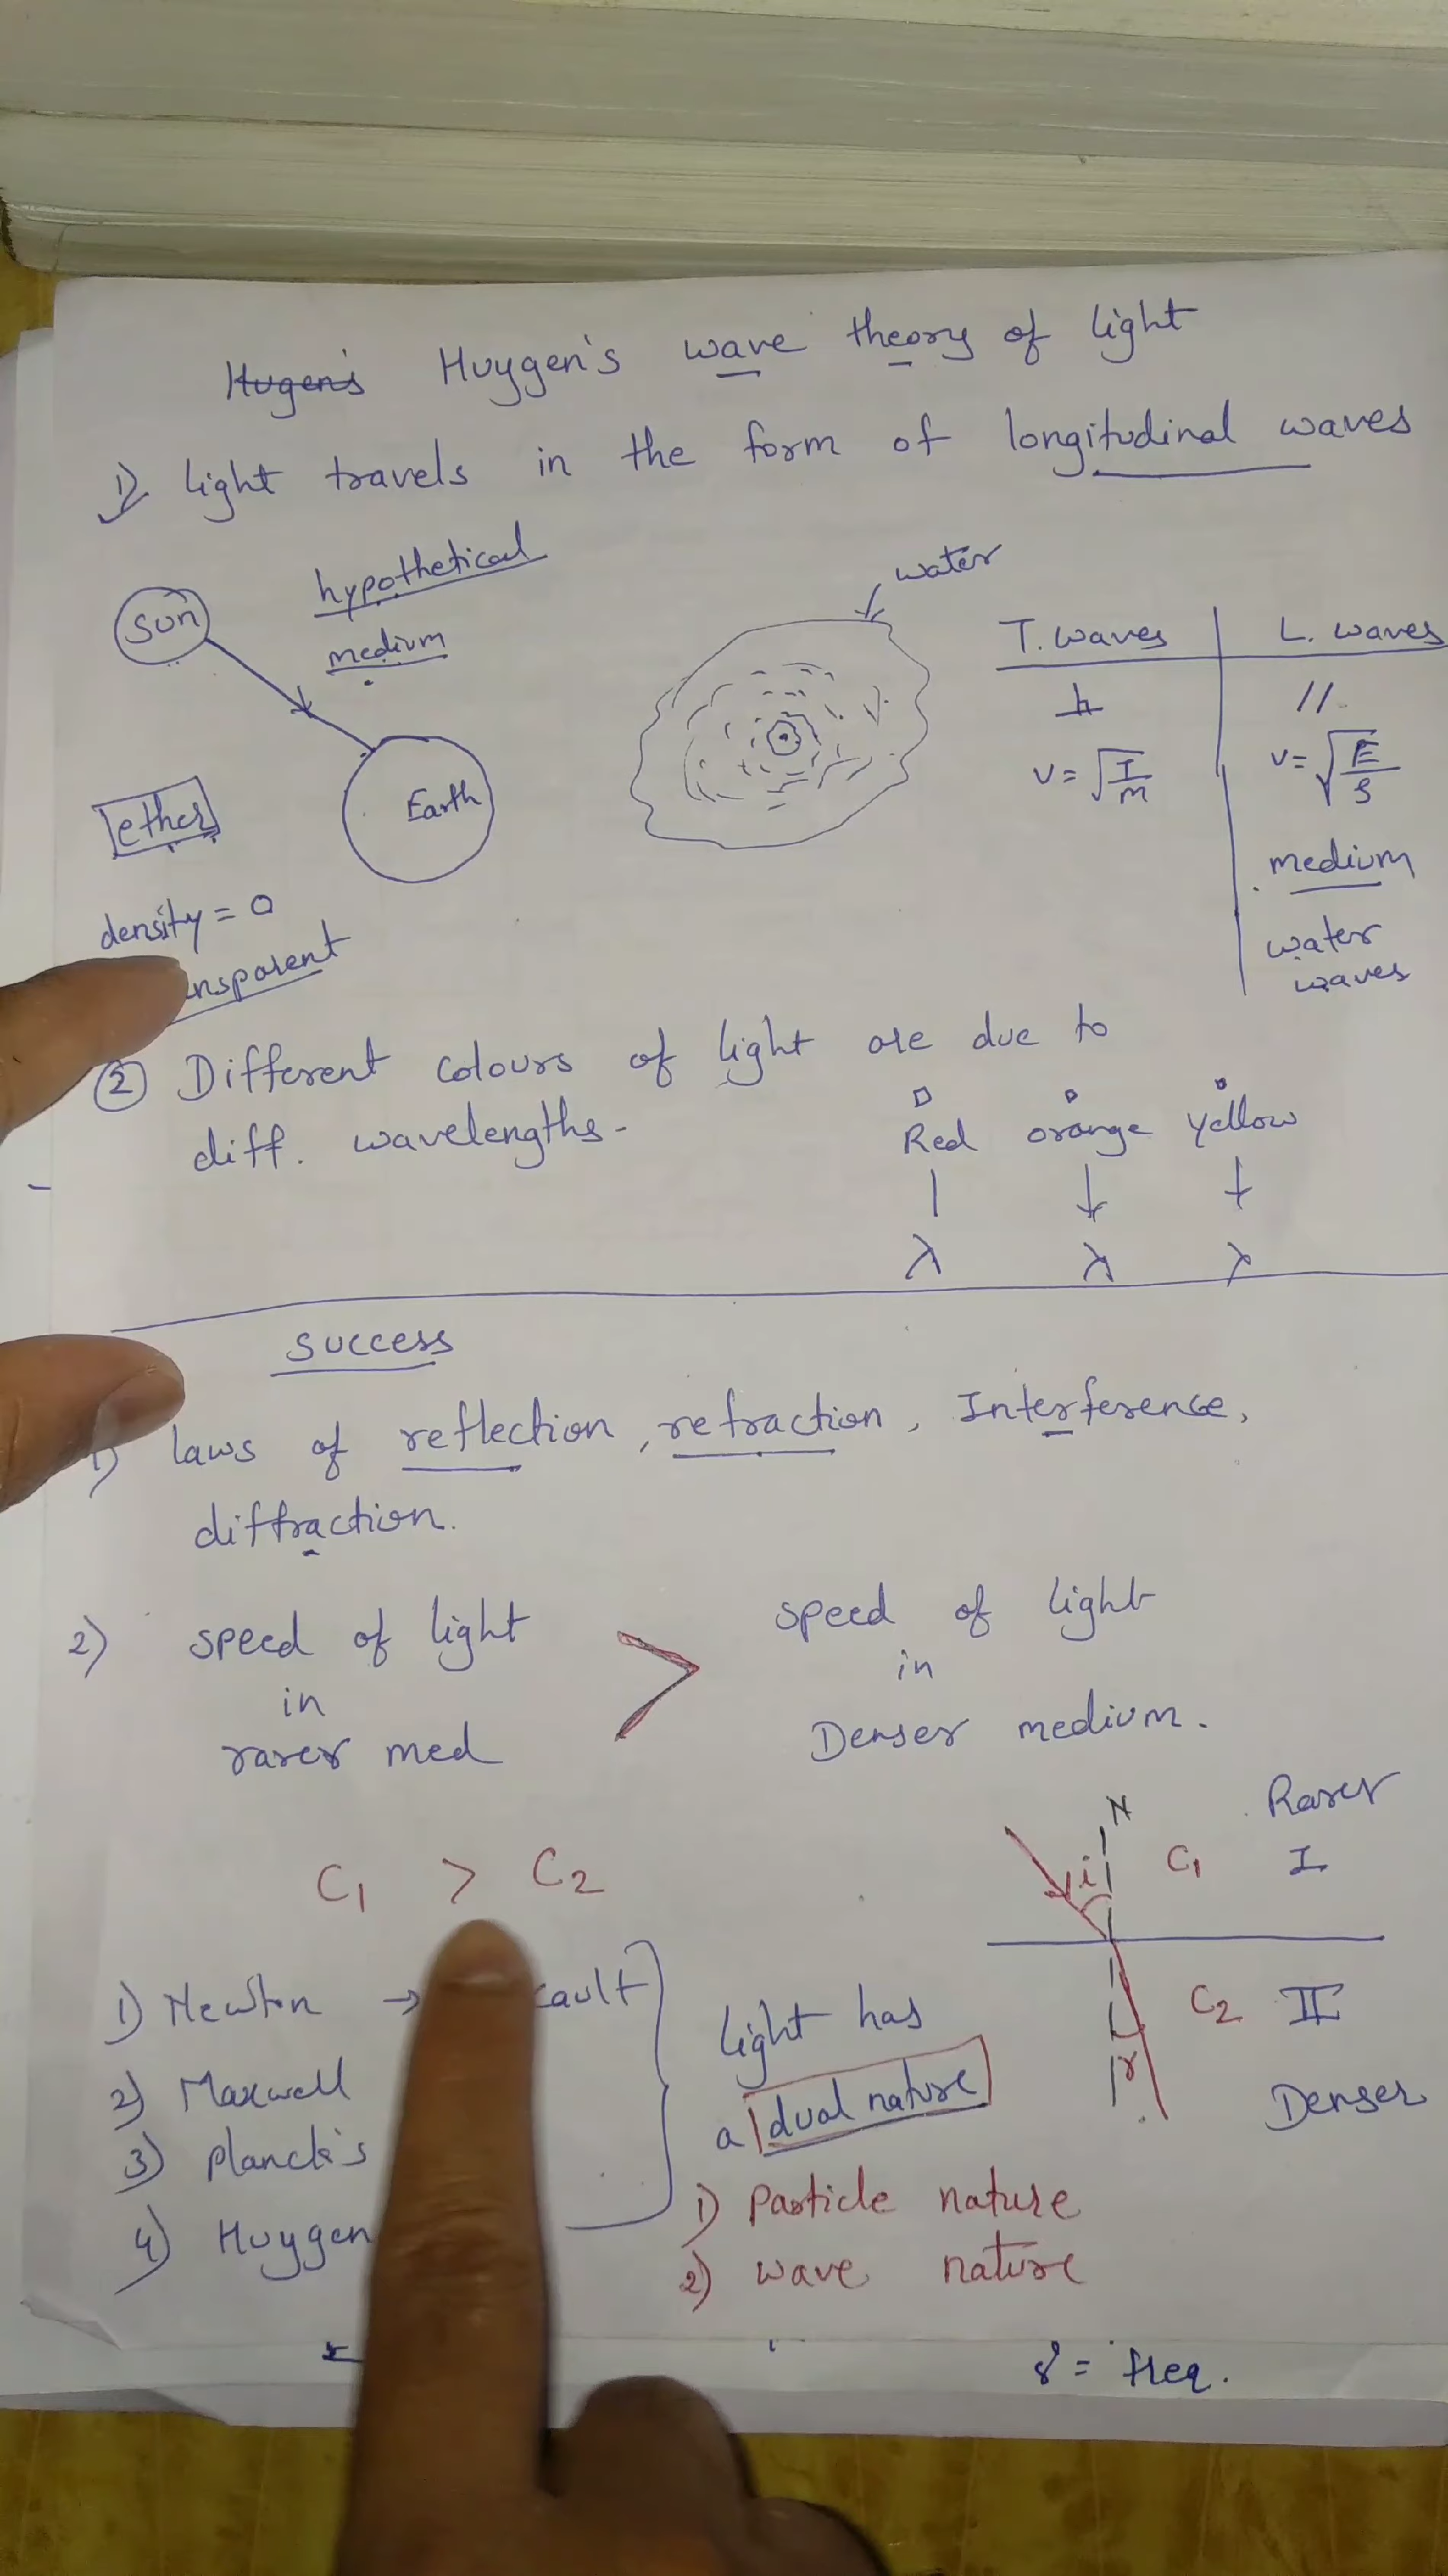 Hugen's Huygen's wave theory of light
1) light travels in the form of longitudinal waves
hypothetical
medium
Sun
Earth
ether
density = 0
water
T. waves | L. waves
//
v = √T/m
v = √E/ρ
medium
water
waves
② Different colours of light are due to
diff. wavelengths.
Red orange yellow
λ λ λ
success
1) laws of reflection, refraction, Interference,
diffraction.
2) speed of light
in
rarer med
>
speed of light
in
Denser medium.
C1 > C2
N
i
C1
Rarer
I
C2
II
r
Denser
1) Newton →
2) Maxwell
3) planck's
4) Huygen
light has
a dual nature
1) Particle nature
2) wave nature
= freq.